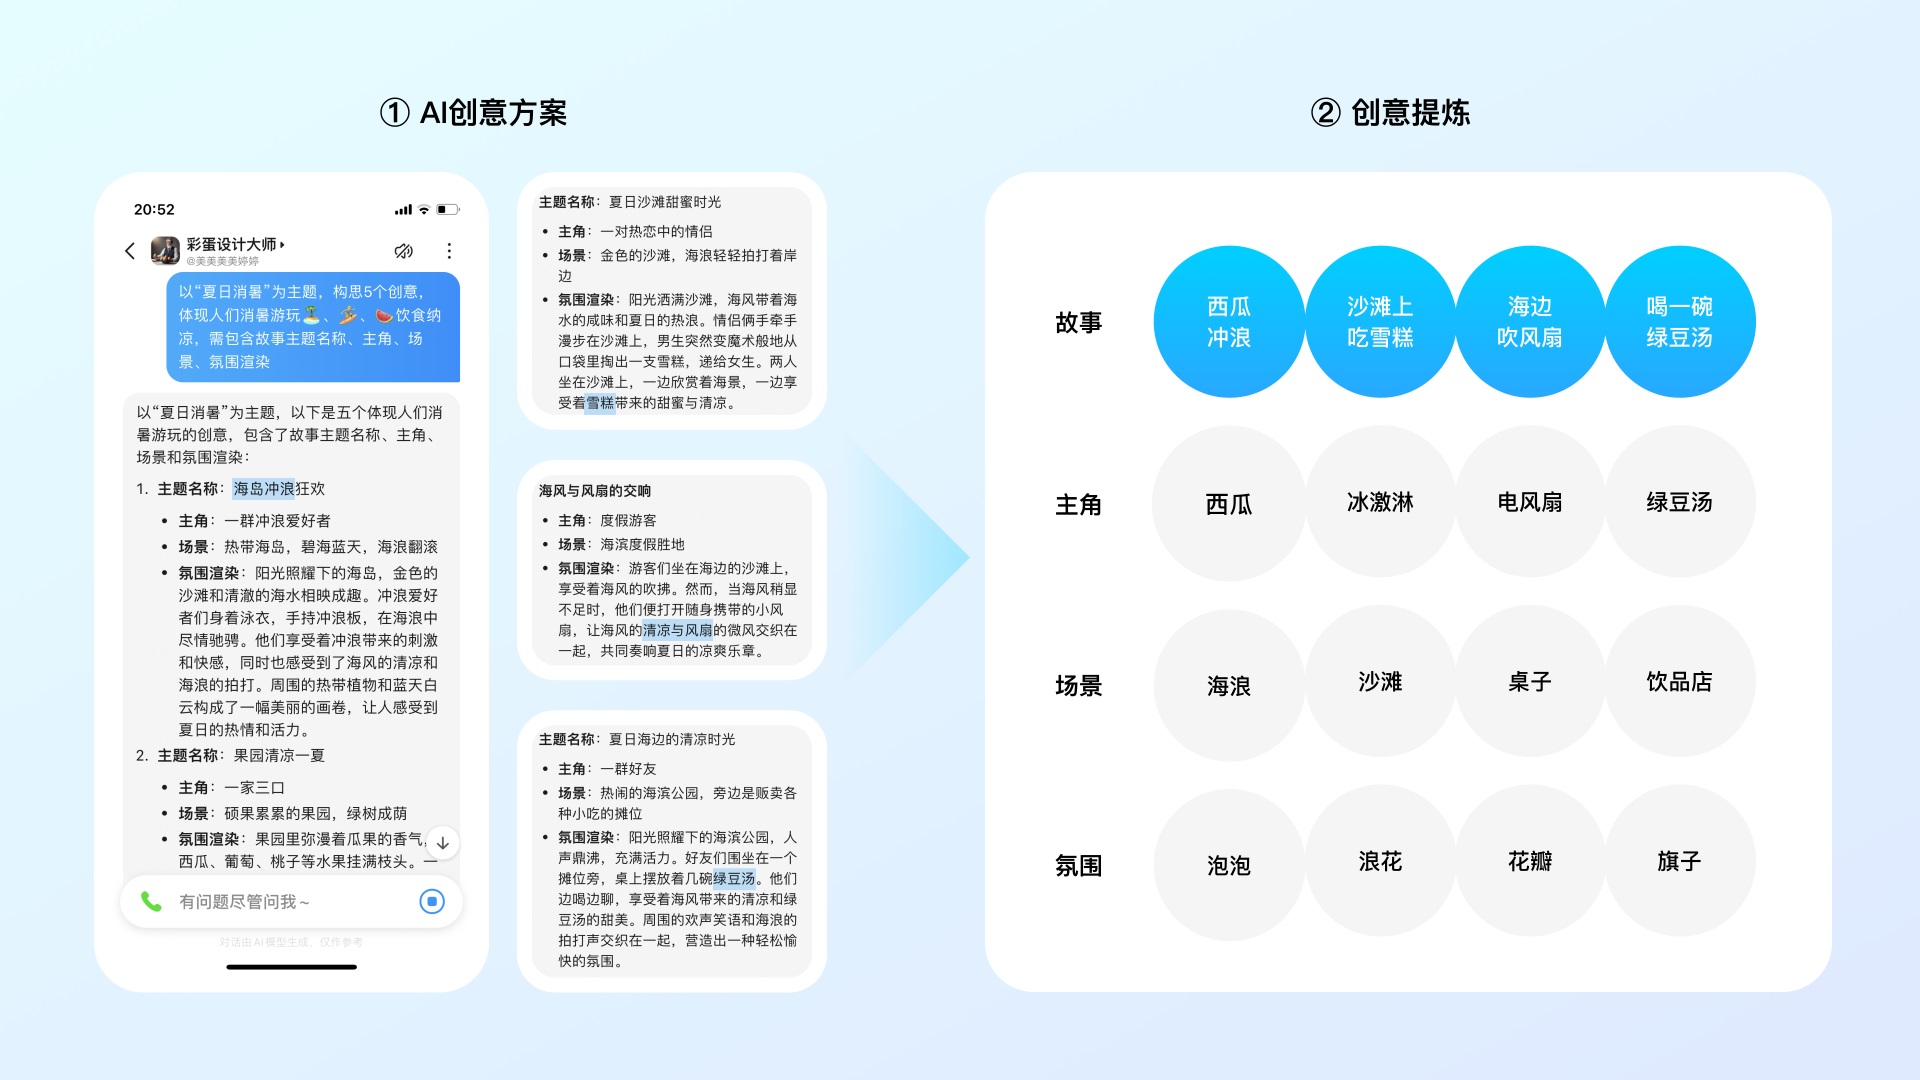 ① AI创意方案
20:52
彩蛋设计大师
@美美美美婷婷
以“夏日消暑”为主题，构思5个创意，
体现人们消暑游玩🏝️、🏄、🍉饮食纳
凉，需包含故事主题名称、主角、场
景、氛围渲染
以“夏日消暑”为主题，以下是五个体现人们消
暑游玩的创意，包含了故事主题名称、主角、
场景和氛围渲染：
1. 主题名称：海岛冲浪狂欢
• 主角：一群冲浪爱好者
• 场景：热带海岛，碧海蓝天，海浪翻滚
• 氛围渲染：阳光照耀下的海岛，金色的
沙滩和清澈的海水相映成趣。冲浪爱好
者们身着泳衣，手持冲浪板，在海浪中
尽情驰骋。他们享受着冲浪带来的刺激
和快感，同时也感受到了海风的清凉和
海浪的拍打。周围的热带植物和蓝天白
云构成了一幅美丽的画卷，让人感受到
夏日的热情和活力。
2. 主题名称：果园清凉一夏
• 主角：一家三口
• 场景：硕果累累的果园，绿树成荫
• 氛围渲染：果园里弥漫着瓜果的香气，
西瓜、葡萄、桃子等水果挂满枝头。一
有问题尽管问我~
对话由AI模型生成，仅作参考
主题名称：夏日沙滩甜蜜时光
• 主角：一对热恋中的情侣
• 场景：金色的沙滩，海浪轻轻拍打着岸
边
• 氛围渲染：阳光洒满沙滩，海风带着海
水的咸味和夏日的热浪。情侣俩手牵手
漫步在沙滩上，男生突然变魔术般地从
口袋里掏出一支雪糕，递给女生。两人
坐在沙滩上，一边欣赏着海景，一边享
受着雪糕带来的甜蜜与清凉。
海风与风扇的交响
• 主角：度假游客
• 场景：海滨度假胜地
• 氛围渲染：游客们坐在海边的沙滩上，
享受着海风的吹拂。然而，当海风稍显
不足时，他们便打开随身携带的小风
扇，让海风的清凉与风扇的微风交织在
一起，共同奏响夏日的凉爽乐章。
主题名称：夏日海边的清凉时光
• 主角：一群好友
• 场景：热闹的海滨公园，旁边是贩卖各
种小吃的摊位
• 氛围渲染：阳光照耀下的海滨公园，人
声鼎沸，充满活力。好友们围坐在一个
摊位旁，桌上摆放着几碗绿豆汤。他们
边喝边聊，享受着海风带来的清凉和绿
豆汤的甜美。周围的欢声笑语和海浪的
拍打声交织在一起，营造出一种轻松愉
快的氛围。
② 创意提炼
故事
西瓜
冲浪
沙滩上
吃雪糕
海边
吹风扇
喝一碗
绿豆汤
主角
西瓜
冰激淋
电风扇
绿豆汤
场景
海浪
沙滩
桌子
饮品店
氛围
泡泡
浪花
花瓣
旗子